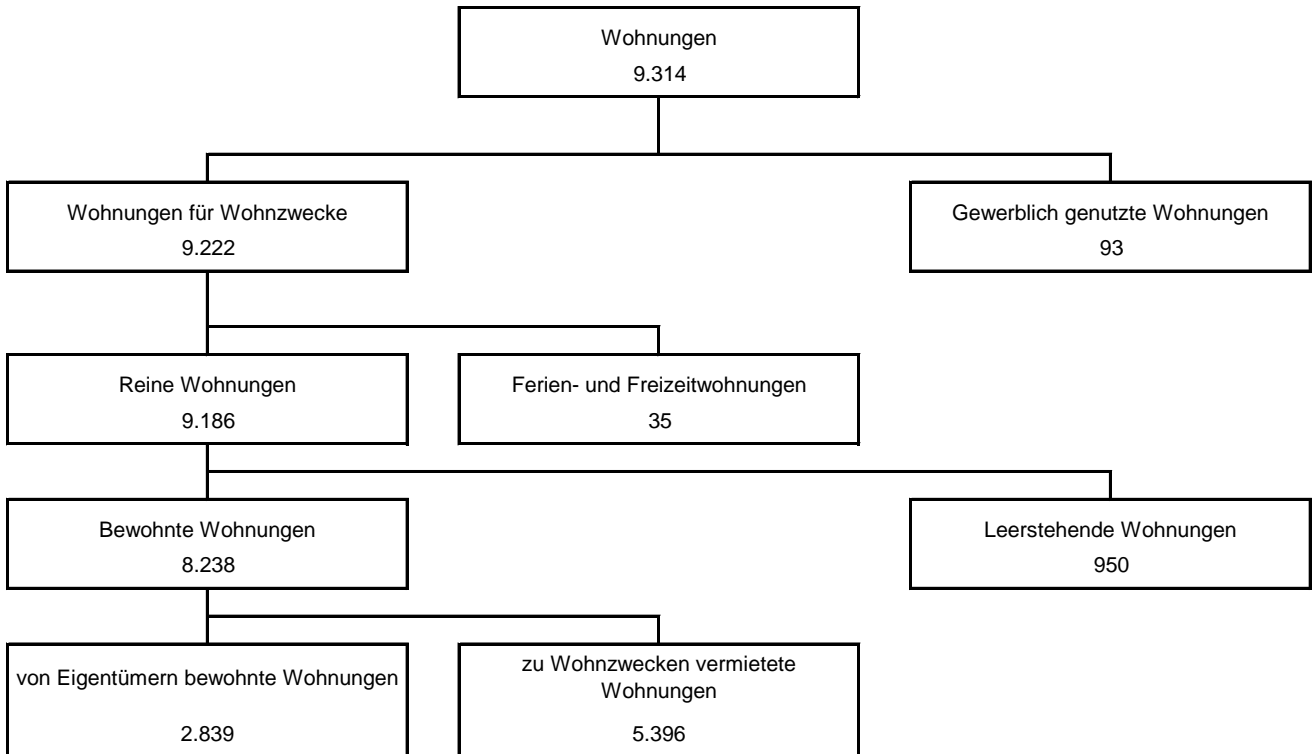 Wohnungen
9.314
Wohnungen für Wohnzwecke
9.222
Gewerblich genutzte Wohnungen
93
Reine Wohnungen
9.186
Ferien- und Freizeitwohnungen
35
Bewohnte Wohnungen
8.238
Leerstehende Wohnungen
950
von Eigentümern bewohnte Wohnungen
2.839
zu Wohnzwecken vermietete
Wohnungen
5.396